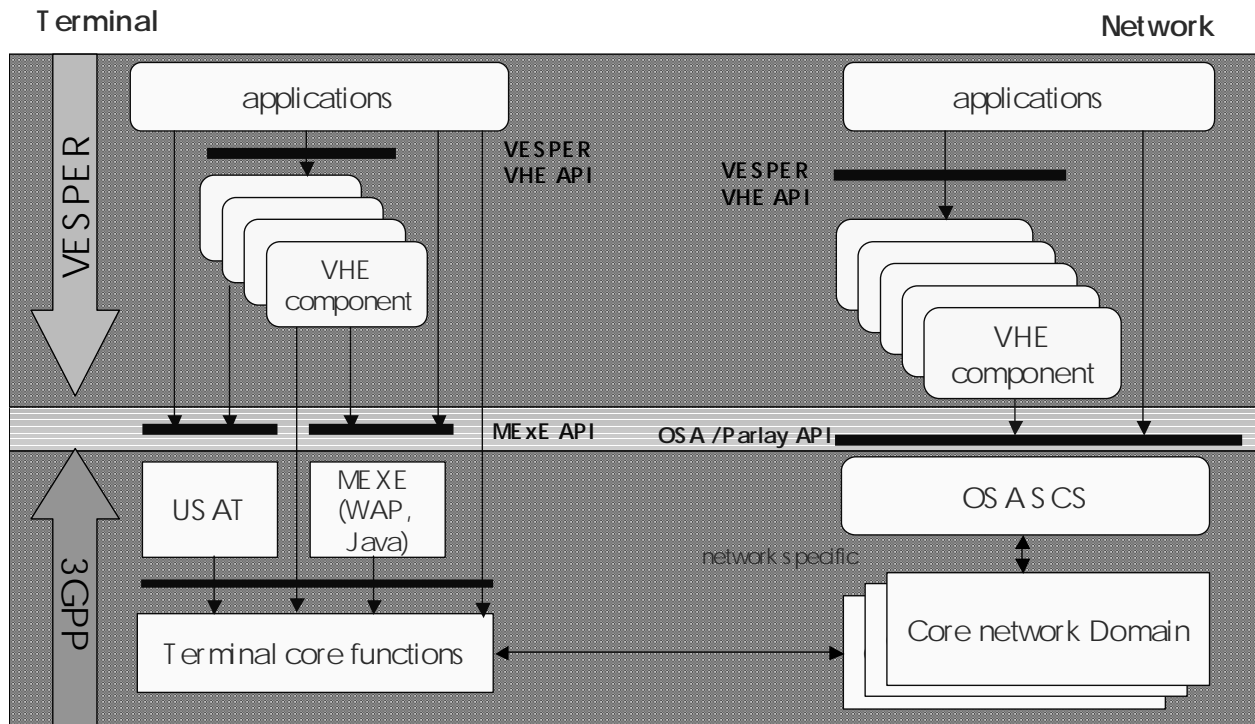 Terminal
Network
applications
applications
VESPER
VESPER
VHE API
VESPER
VHE API
VHE
component
VHE
component
MExE API
OSA/Parlay API
USAT
MEXE
(WAP,
Java)
OSA SCS
network specific
3GPP
Terminal core functions
Core network Domain